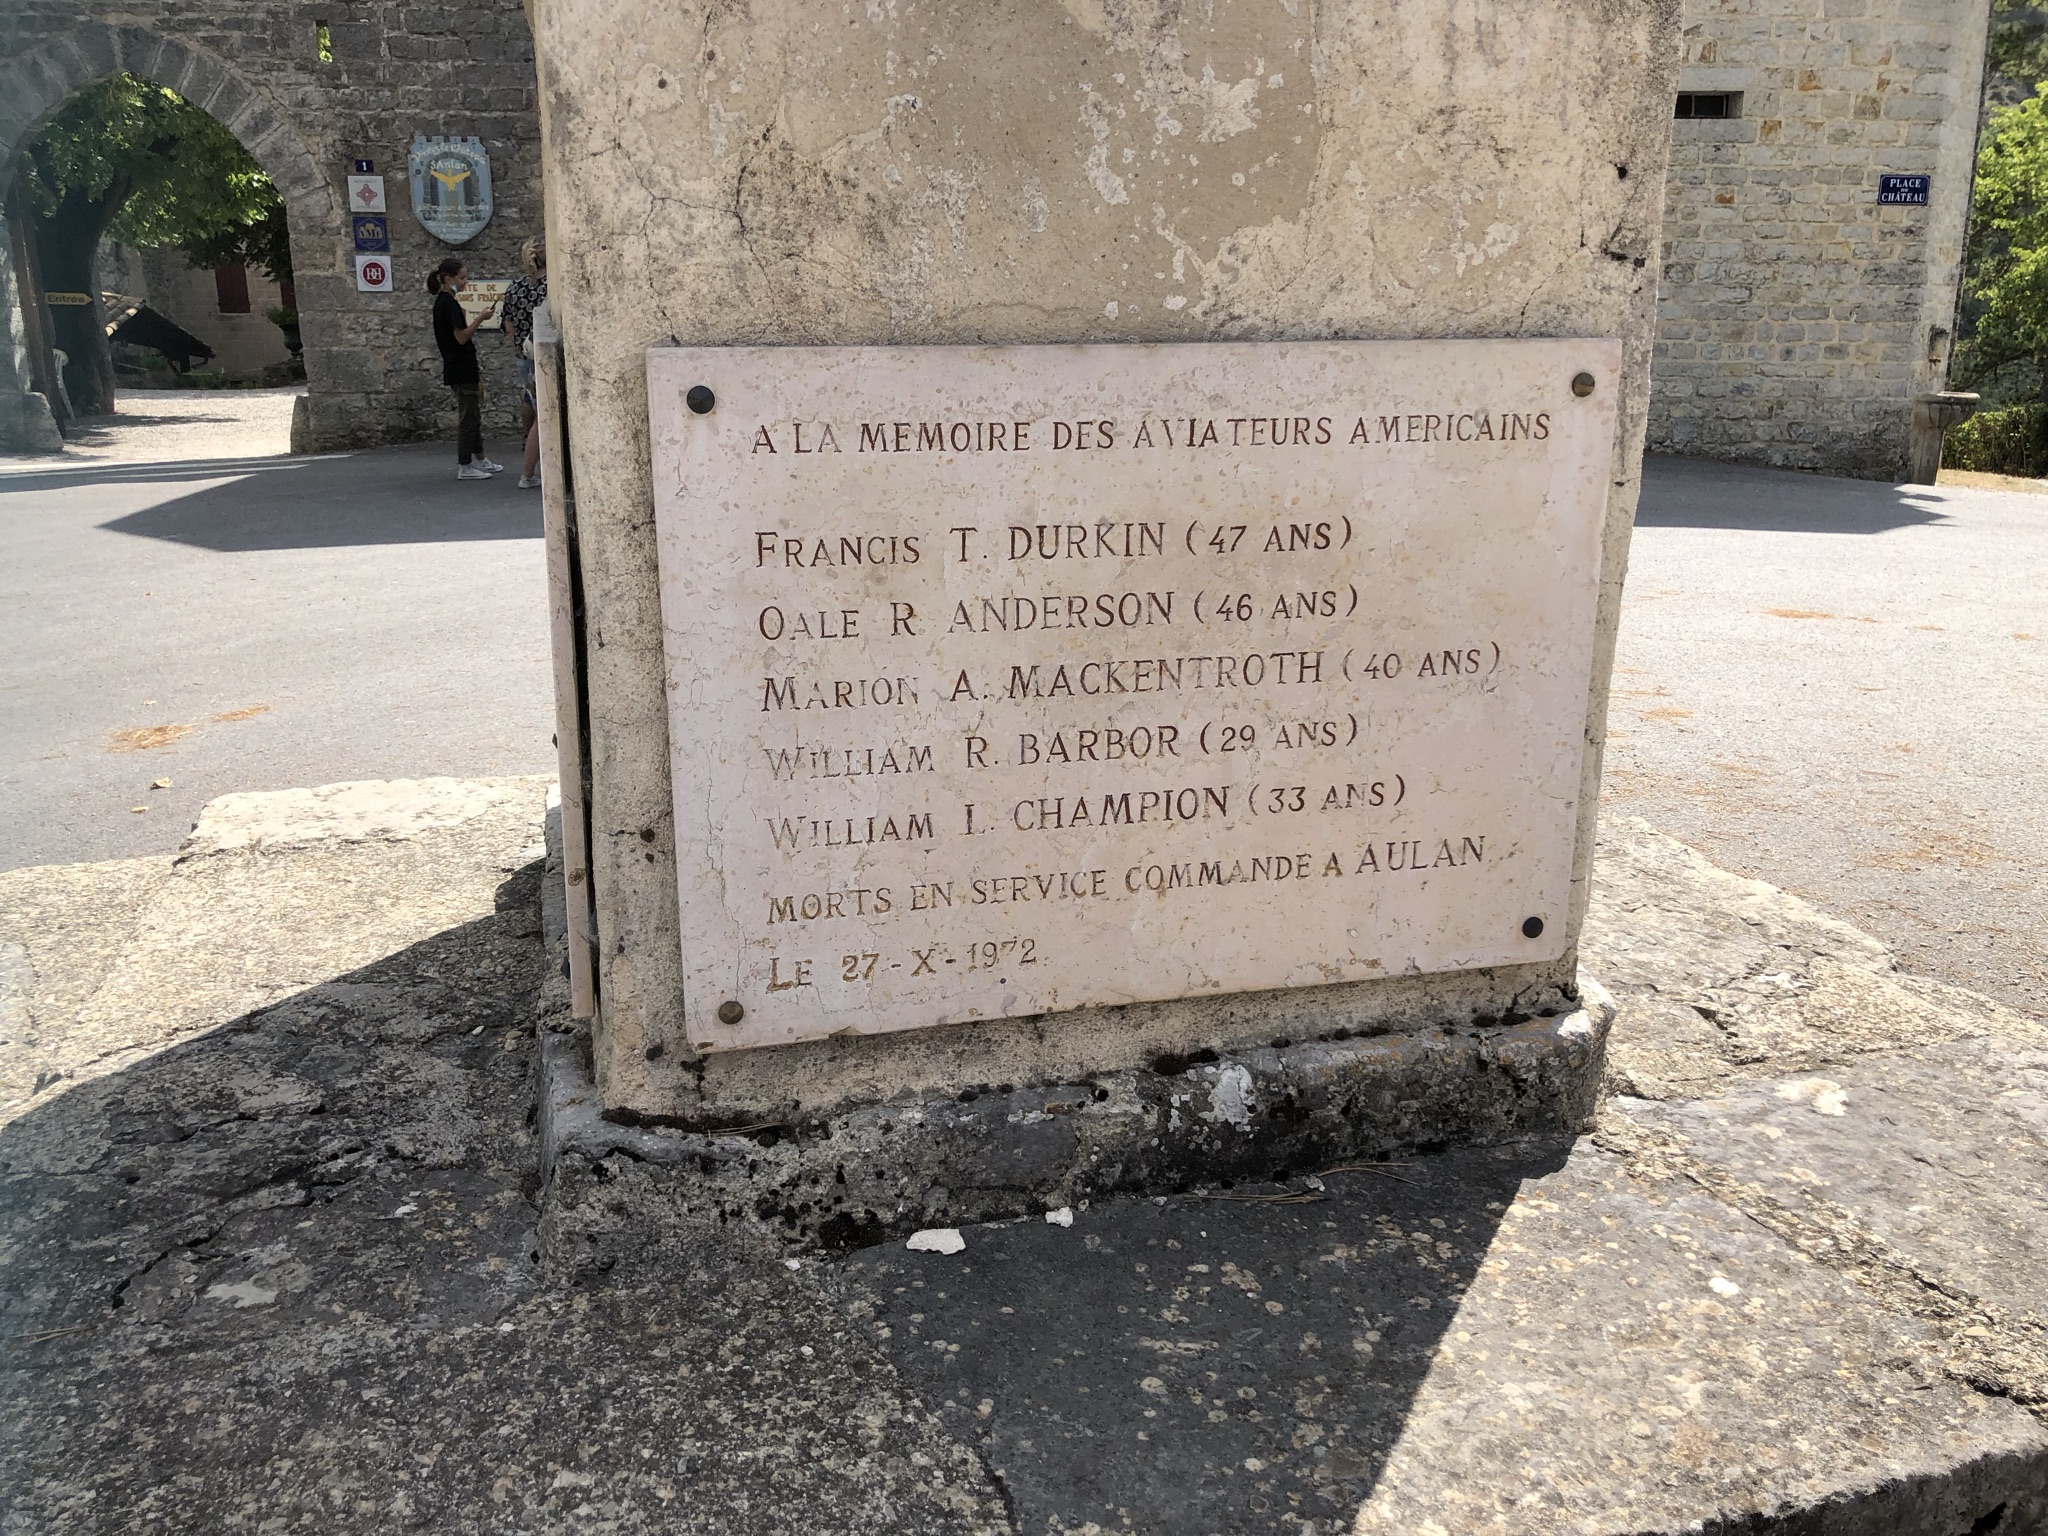 A LA MEMOIRE DES AVIATEURS AMERICAINS
FRANCIS T. DURKIN (47 ANS)
OALE R. ANDERSON (46 ANS)
MARION A. MACKENTROTH (40 ANS)
WILLIAM R. BARBOR (29 ANS)
WILLIAM L. CHAMPION (33 ANS)
MORTS EN SERVICE COMMANDE A AULAN
LE 27-X-1972
PLACE
DU
CHÂTEAU
1
Entrée